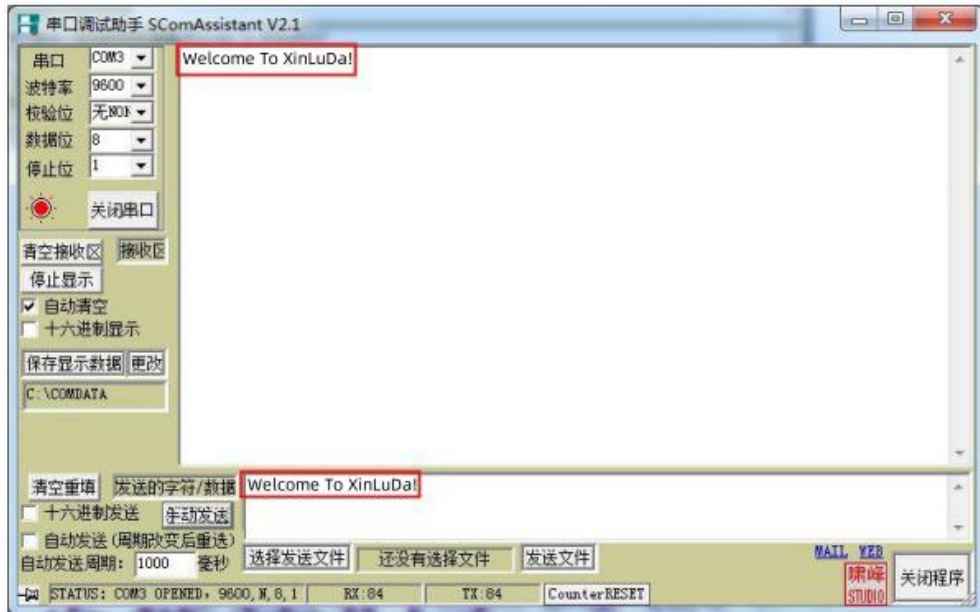 串口调试助手 SComAssistant V2.1
串口 COM3
波特率 9600
校验位 无NON
数据位 8
停止位 1
关闭串口
清空接收区 接收区
停止显示
自动清空
十六进制显示
保存显示数据 更改
C:\COMDATA
Welcome To XinLuDa!
清空重填 发送的字符/数据 Welcome To XinLuDa!
十六进制发送 手动发送
自动发送(周期改变后重选)
自动发送周期: 1000 毫秒 选择发送文件 还没有选择文件 发送文件
MAIL WEB
啸峰
STUDIO
关闭程序
STATUS: COM3 OPENED, 9600,N,8,1 RX:84 TX:84 CounterRESET